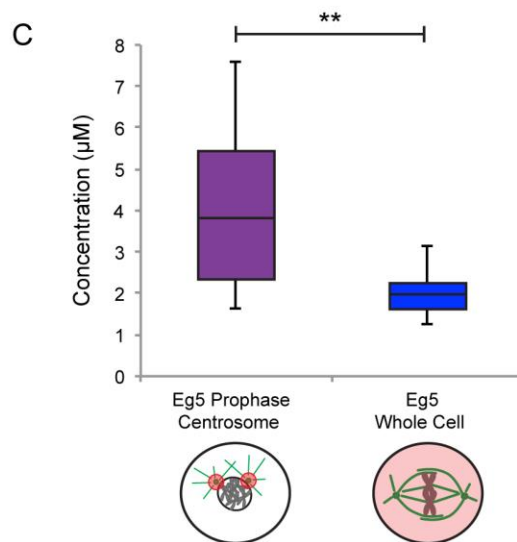 C
**
8
7
6
5
4
3
2
1
0
Concentration (µM)
Eg5 Prophase
Centrosome
Eg5
Whole Cell